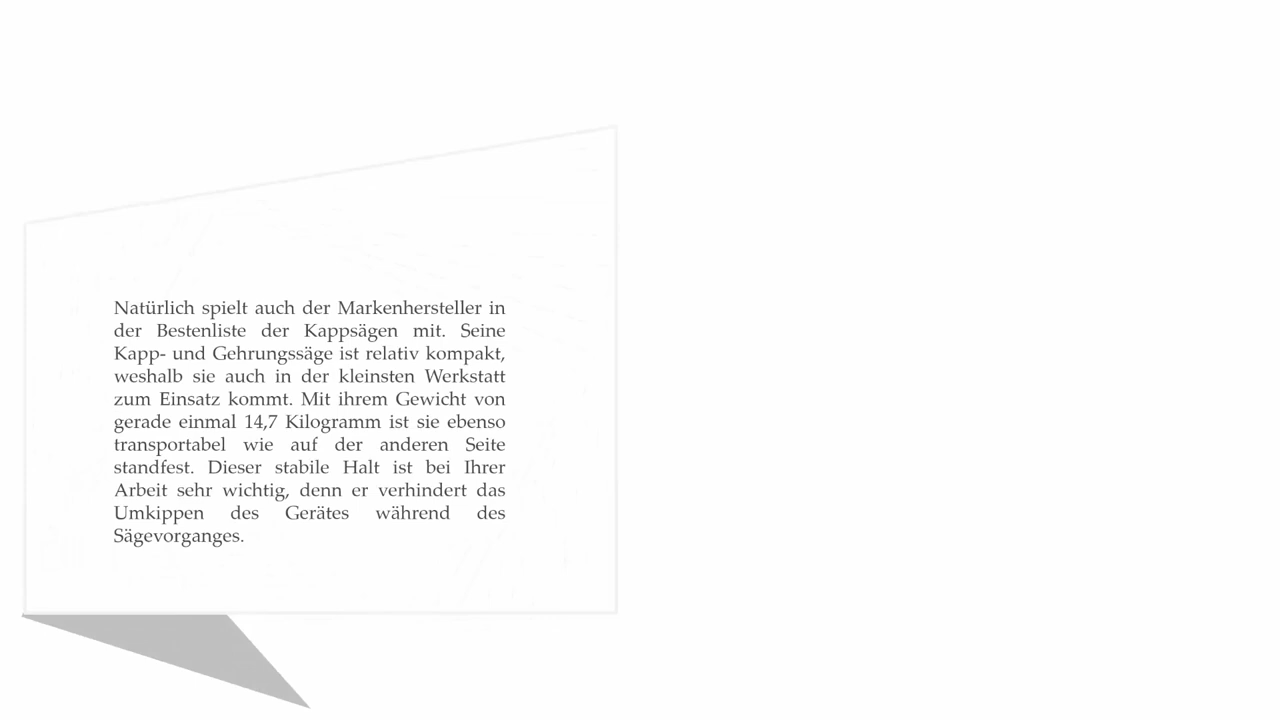 Natürlich spielt auch der Markenhersteller in
der Bestenliste der Kappsägen mit. Seine
Kapp- und Gehrungssäge ist relativ kompakt,
weshalb sie auch in der kleinsten Werkstatt
zum Einsatz kommt. Mit ihrem Gewicht von
gerade einmal 14,7 Kilogramm ist sie ebenso
transportabel wie auf der anderen Seite
standfest. Dieser stabile Halt ist bei Ihrer
Arbeit sehr wichtig, denn er verhindert das
Umkippen des Gerätes während des
Sägevorganges.